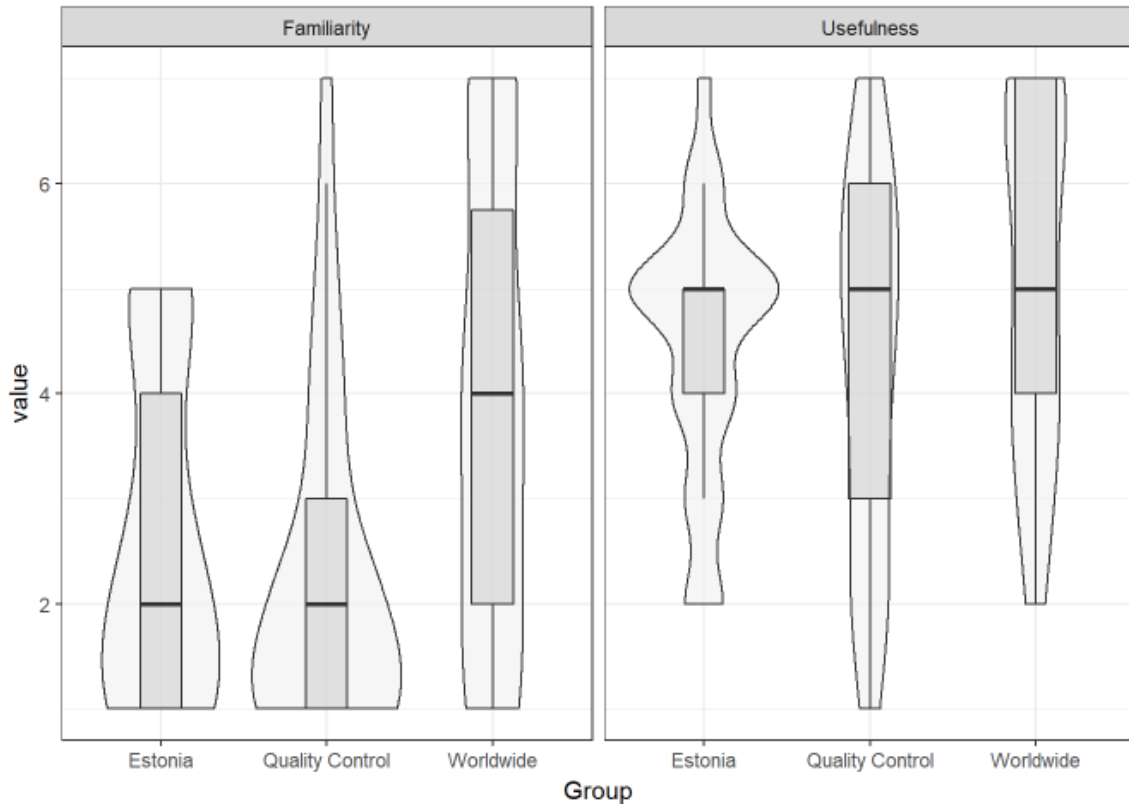 Familiarity
Usefulness
value
6
4
2
Estonia Quality Control Worldwide
Estonia Quality Control Worldwide
Group